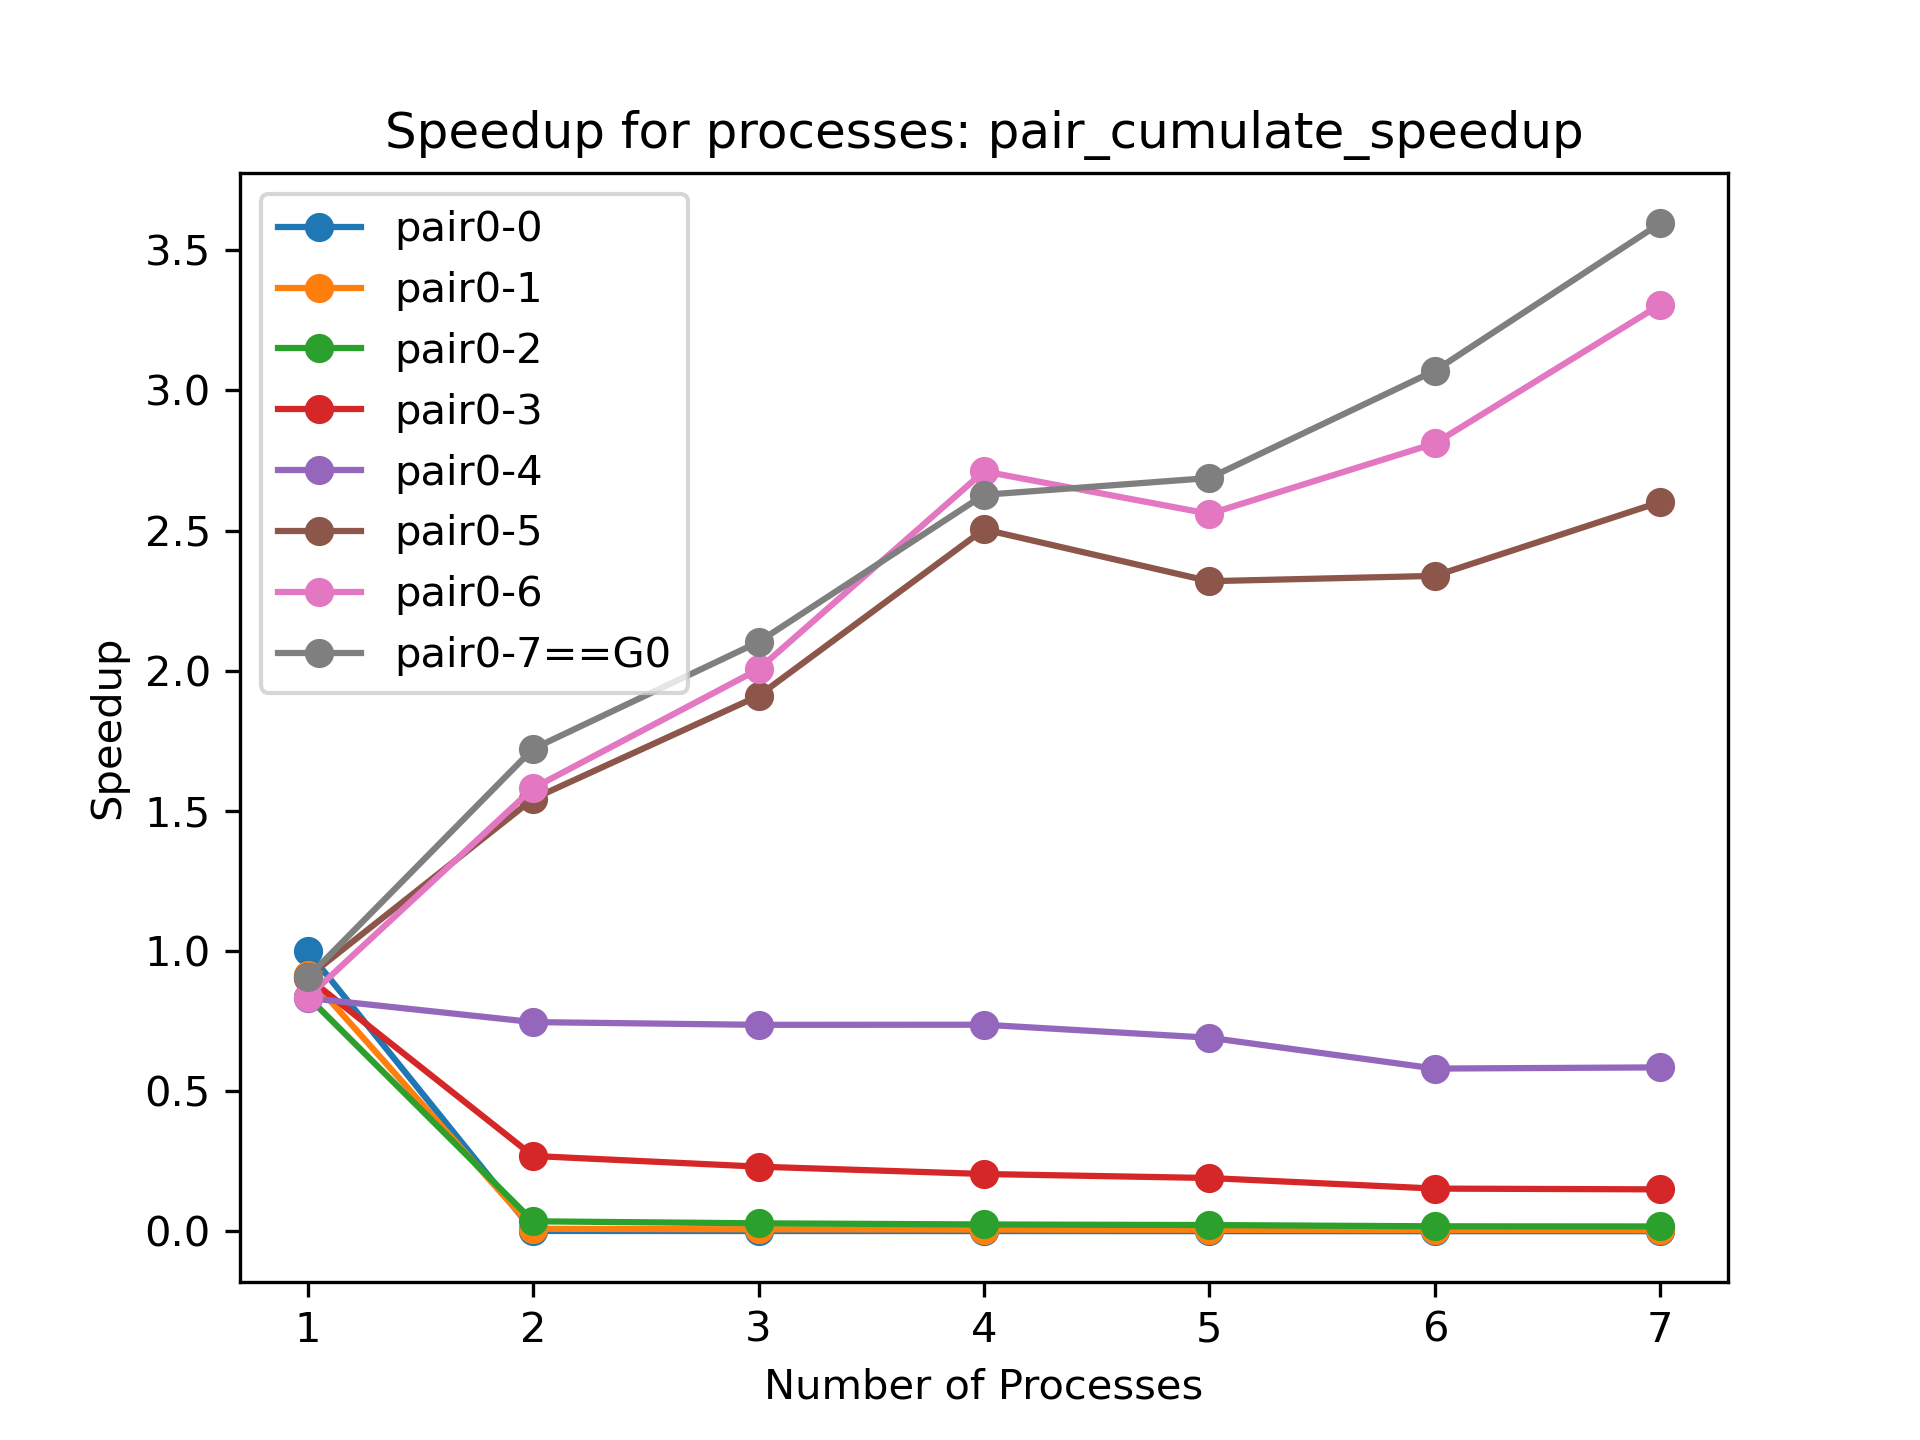 Speedup for processes: pair_cumulate_speedup
pair0-0
pair0-1
pair0-2
pair0-3
pair0-4
pair0-5
pair0-6
pair0-7==G0
3.5
3.0
2.5
2.0
1.5
1.0
0.5
0.0
Speedup
1 2 3 4 5 6 7
Number of Processes